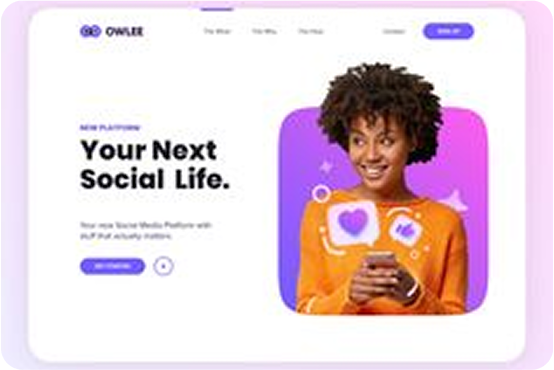 OWLEE
The What
The Why
The How
Contact
SIGN UP
NEW PLATFORM
Your Next
Social Life.
Your new Social Media Platform with
stuff that actually matters.
GET STARTED